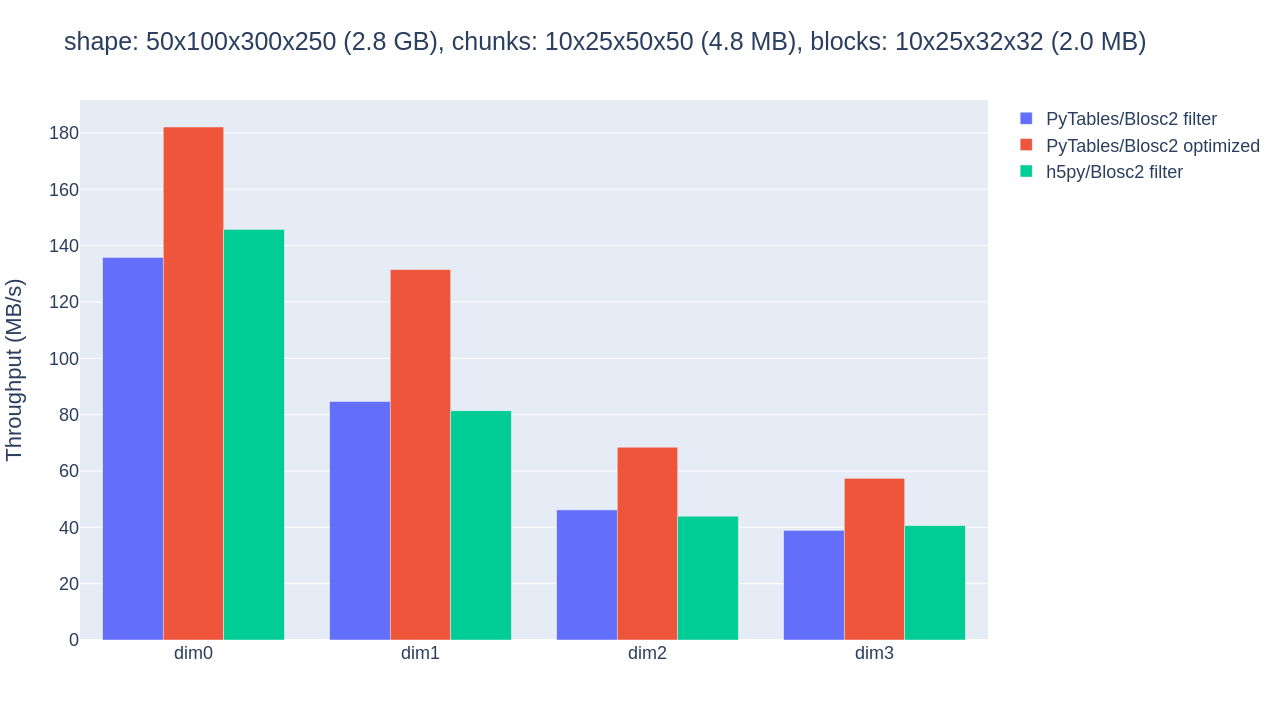 shape: 50x100x300x250 (2.8 GB), chunks: 10x25x50x50 (4.8 MB), blocks: 10x25x32x32 (2.0 MB)
PyTables/Blosc2 filter
PyTables/Blosc2 optimized
h5py/Blosc2 filter
Throughput (MB/s)
180
160
140
120
100
80
60
40
20
0
dim0
dim1
dim2
dim3